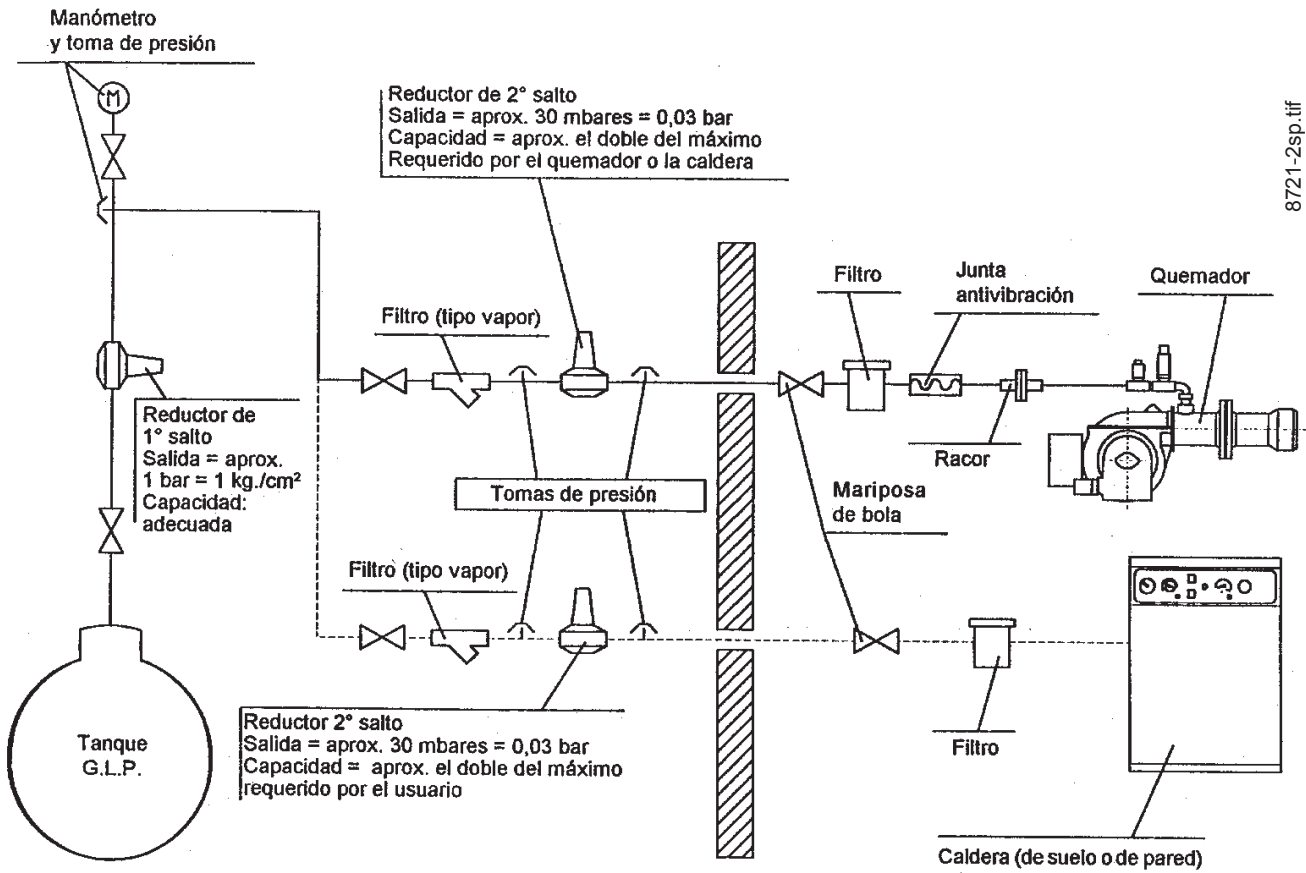 Manómetro
y toma de presión
M
Reductor de 2° salto
Salida = aprox. 30 mbares = 0,03 bar
Capacidad = aprox. el doble del máximo
Requerido por el quemador o la caldera
8721-2sp.tif
Filtro (tipo vapor)
Filtro
Junta
antivibración
Quemador
Reductor de
1° salto
Salida = aprox.
1 bar = 1 kg./cm²
Capacidad:
adecuada
Tomas de presión
Racor
Mariposa
de bola
Filtro (tipo vapor)
Tanque
G.L.P.
Reductor 2° salto
Salida = aprox. 30 mbares = 0,03 bar
Capacidad = aprox. el doble del máximo
requerido por el usuario
Filtro
Caldera (de suelo o de pared)